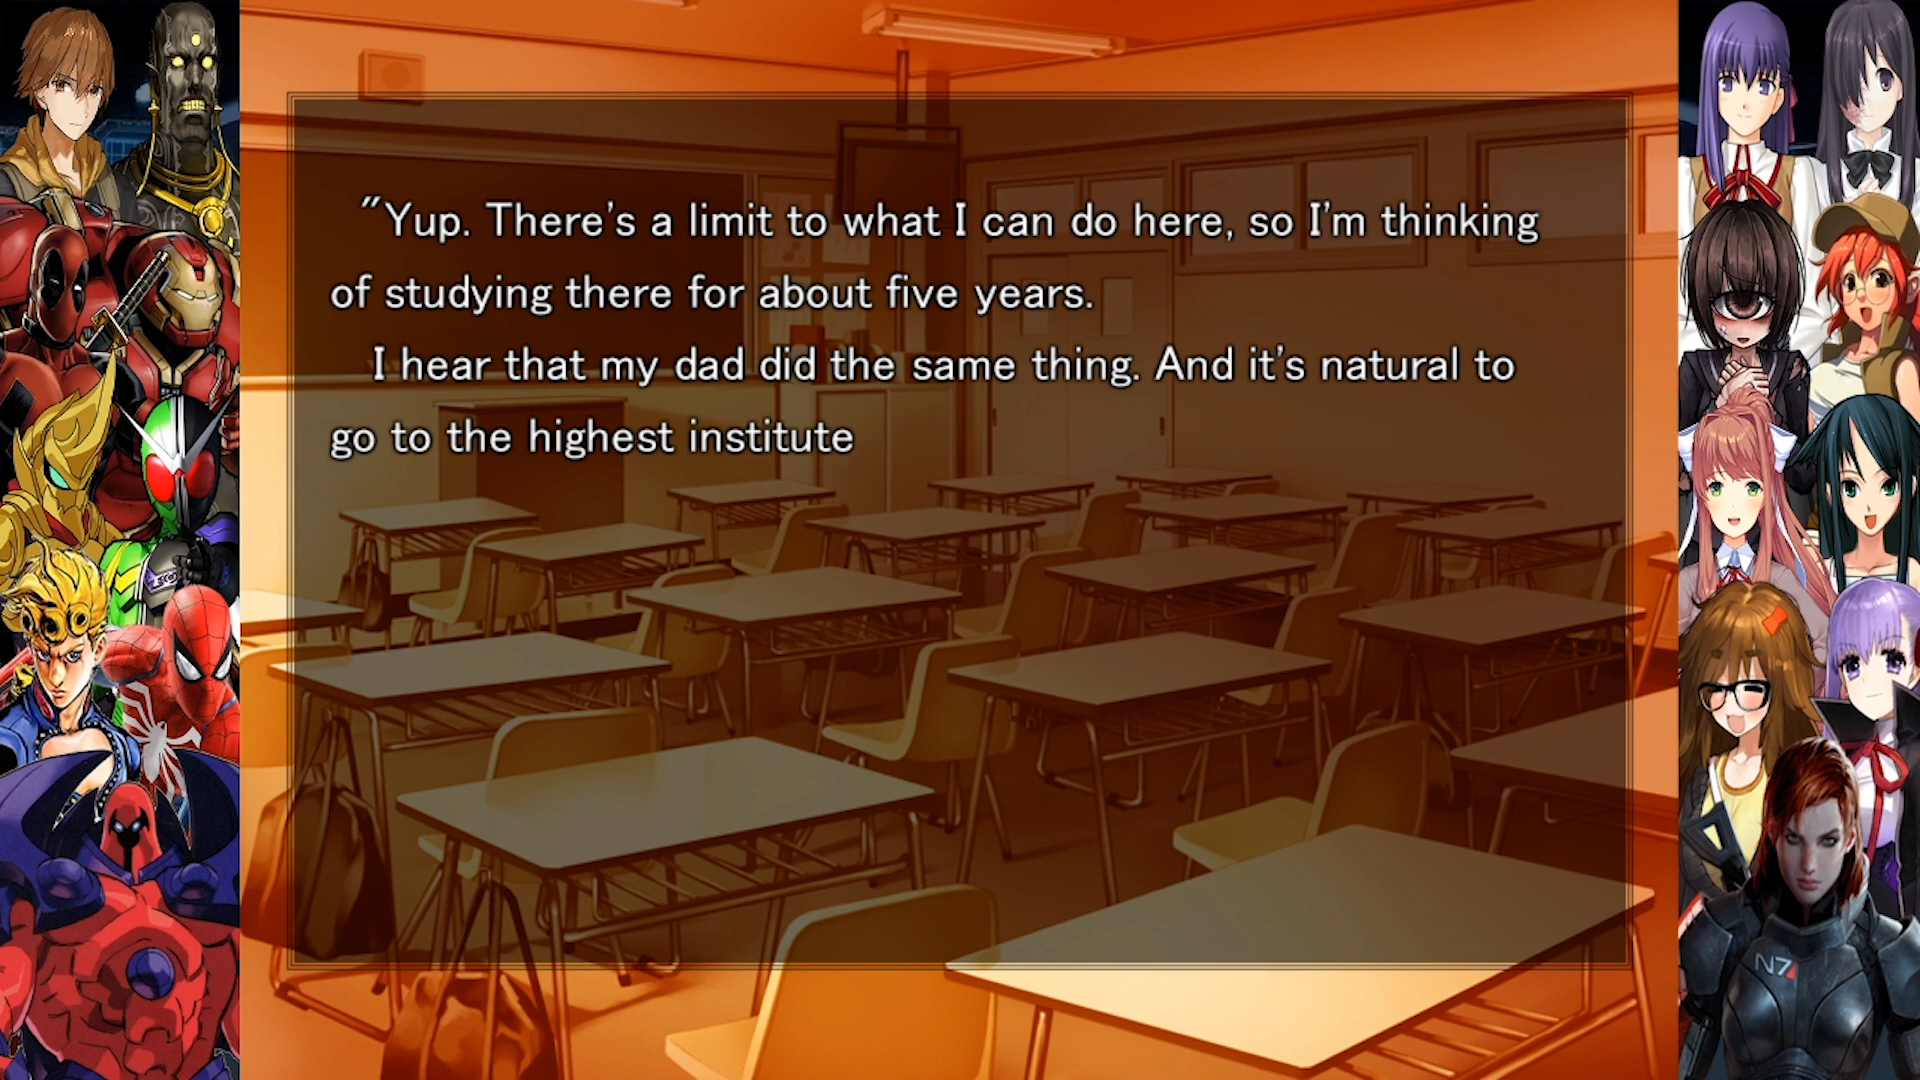 "Yup. There's a limit to what I can do here, so I'm thinking
of studying there for about five years.
I hear that my dad did the same thing. And it's natural to
go to the highest institute
N7